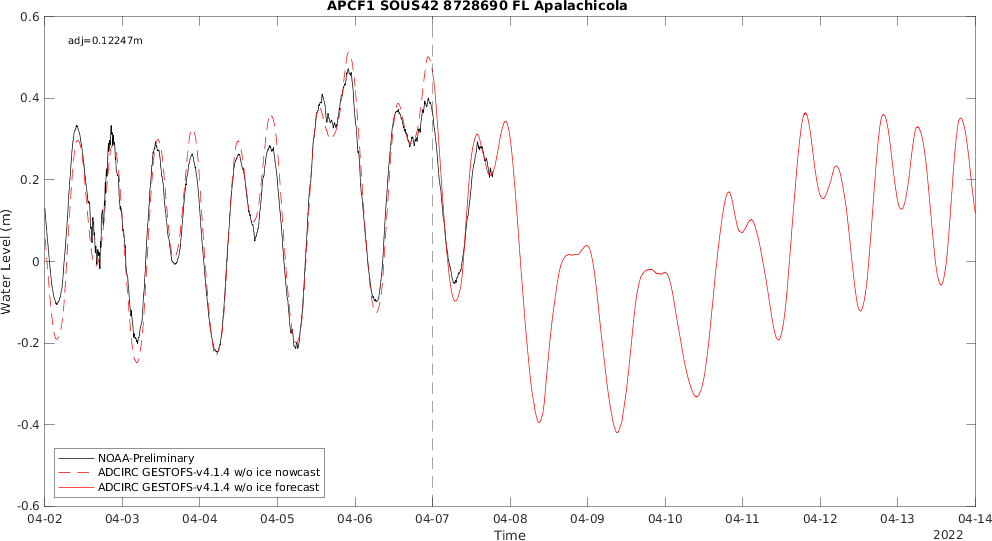 APCF1 SOUS42 8728690 FL Apalachicola
adj=0.12247m
0.6
0.4
0.2
0
-0.2
-0.4
-0.6
Water Level (m)
NOAA-Preliminary
ADCIRC GESTOFS-v4.1.4 w/o ice nowcast
ADCIRC GESTOFS-v4.1.4 w/o ice forecast
04-02 04-03 04-04 04-05 04-06 04-07 04-08 04-09 04-10 04-11 04-12 04-13 04-14
Time
2022